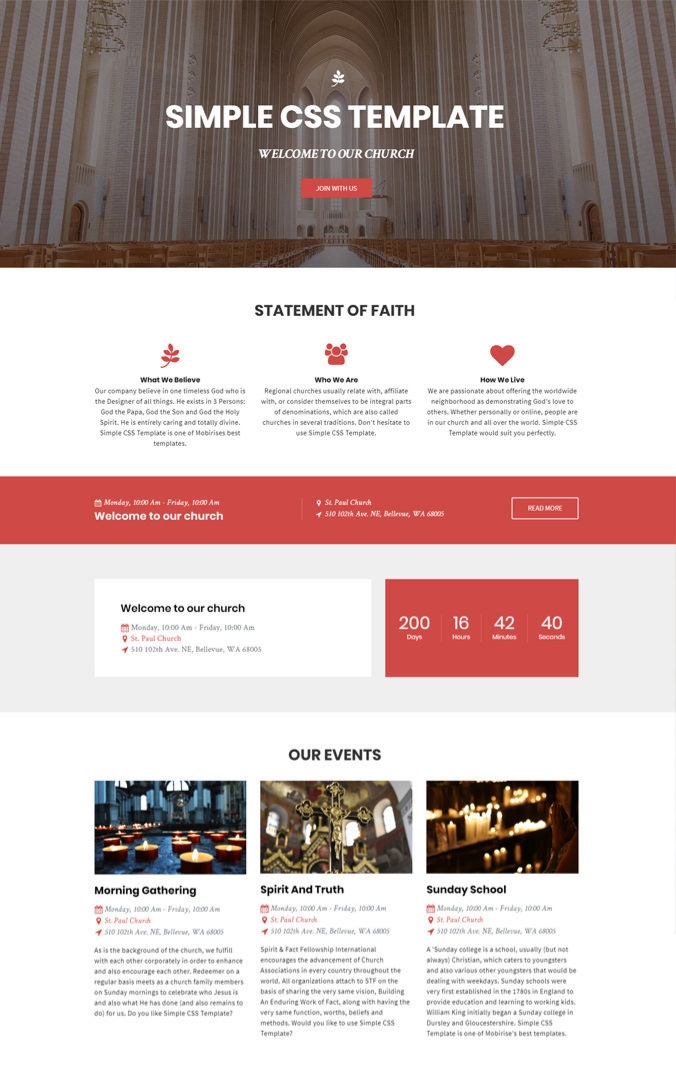 SIMPLE CSS TEMPLATE
WELCOME TO OUR CHURCH
JOIN WITH US
STATEMENT OF FAITH
What We Believe
Our company believe in one timeless God who is
the Designer of all things. He exists in 3 Persons:
God the Papa, God the Son and God the Holy
Spirit. He is entirely caring and totally divine.
Simple CSS Template is one of Mobirises best
templates.
Who We Are
Regional churches usually relate with, affiliate
with, or consider themselves to be integral parts
of denominations, which are also called
churches in several traditions. Don't hesitate to
use Simple CSS Template.
How We Live
We are passionate about offering the worldwide
neighborhood as demonstrating God's love to
others. Whether personally or online, people are
in our church and all over the world. Simple CSS
Template would suit you perfectly.
Monday, 10:00 Am - Friday, 10:00 Am
Welcome to our church
St. Paul Church
510 102th Ave. NE, Bellevue, WA 68005
READ MORE
Welcome to our church
Monday, 10:00 Am - Friday, 10:00 Am
St. Paul Church
510 102th Ave. NE, Bellevue, WA 68005
200 16 42 40
Days Hours Minutes Seconds
OUR EVENTS
Morning Gathering
Monday, 10:00 Am - Friday, 10:00 Am
St. Paul Church
510 102th Ave. NE, Bellevue, WA 68005
As is the background of the church, we fulfill
with each other corporately in order to enhance
and also encourage each other. Redeemer on a
regular basis meets as a church family members
on Sunday mornings to celebrate who Jesus is
and also what He has done (and also remains to
do) for us. Do you like Simple CSS Template?
Spirit And Truth
Monday, 10:00 Am - Friday, 10:00 Am
St. Paul Church
510 102th Ave. NE, Bellevue, WA 68005
Spirit & Fact Fellowship International
encourages the advancement of Church
Associations in every country throughout the
world. All organizations attach to STF on the
basis of sharing the very same vision, Building
An Enduring Work of Fact, along with having the
very same function, worths, beliefs and
methods. Would you like to use Simple CSS
Template?
Sunday School
Monday, 10:00 Am - Friday, 10:00 Am
St. Paul Church
510 102th Ave. NE, Bellevue, WA 68005
A 'Sunday college is a school, usually (but not
always) Christian, which caters to youngsters
and also various other youngsters that would be
dealing with weekdays. Sunday schools were
very first established in the 1780s in England to
provide education and learning to working kids.
William King initially began a Sunday college in
Dursley and Gloucestershire. Simple CSS
Template is one of Mobirise's best templates.